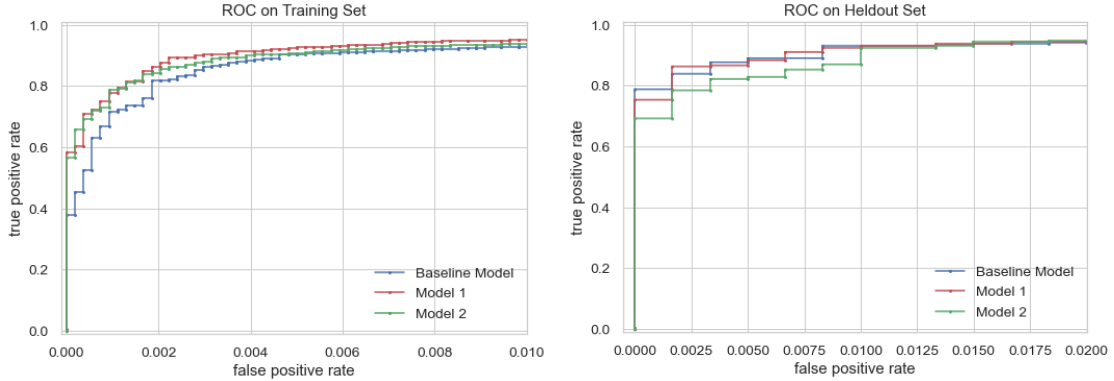 ROC on Training Set
true positive rate
1.0
0.8
0.6
0.4
0.2
0.0
Baseline Model
Model 1
Model 2
0.000
0.002
0.004
0.006
0.008
0.010
false positive rate
ROC on Heldout Set
true positive rate
1.0
0.8
0.6
0.4
0.2
0.0
Baseline Model
Model 1
Model 2
0.0000
0.0025
0.0050
0.0075
0.0100
0.0125
0.0150
0.0175
0.0200
false positive rate